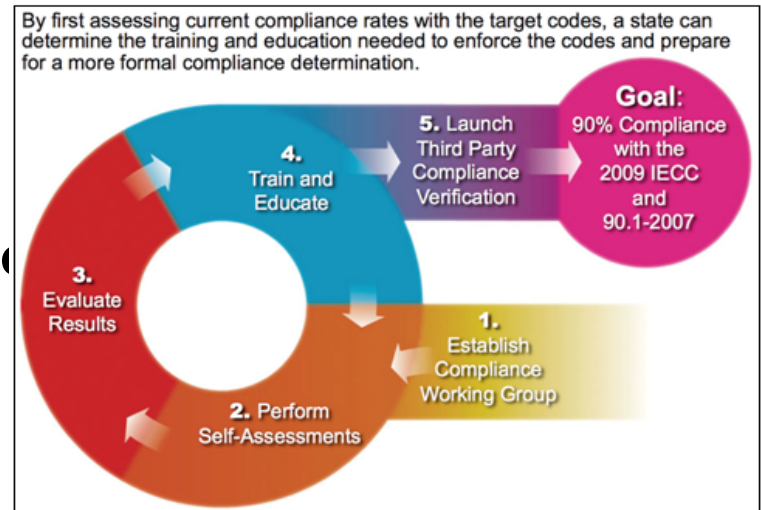 By first assessing current compliance rates with the target codes, a state can
determine the training and education needed to enforce the codes and prepare
for a more formal compliance determination.
Goal:
90% Compliance
with the
2009 IECC
and
90.1-2007
5. Launch
Third Party
Compliance
Verification
4.
Train and
Educate
3.
Evaluate
Results
1.
Establish
Compliance
Working Group
2. Perform
Self-Assessments